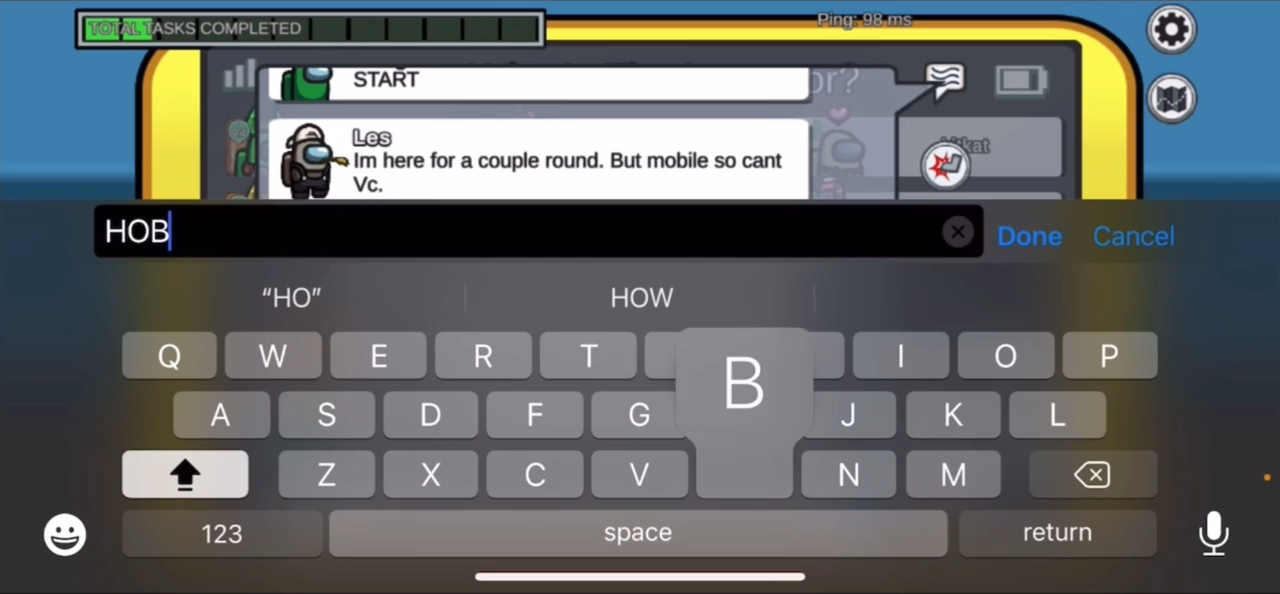 TOTAL TASKS COMPLETED
Ping: 98 ms
or?
START
Les
Im here for a couple round. But mobile so cant
Vc.
HOB
Done
Cancel
“HO”
HOW
Q W E R T I O P
A S D F G J K L
B
Z X C V N M
123
space
return